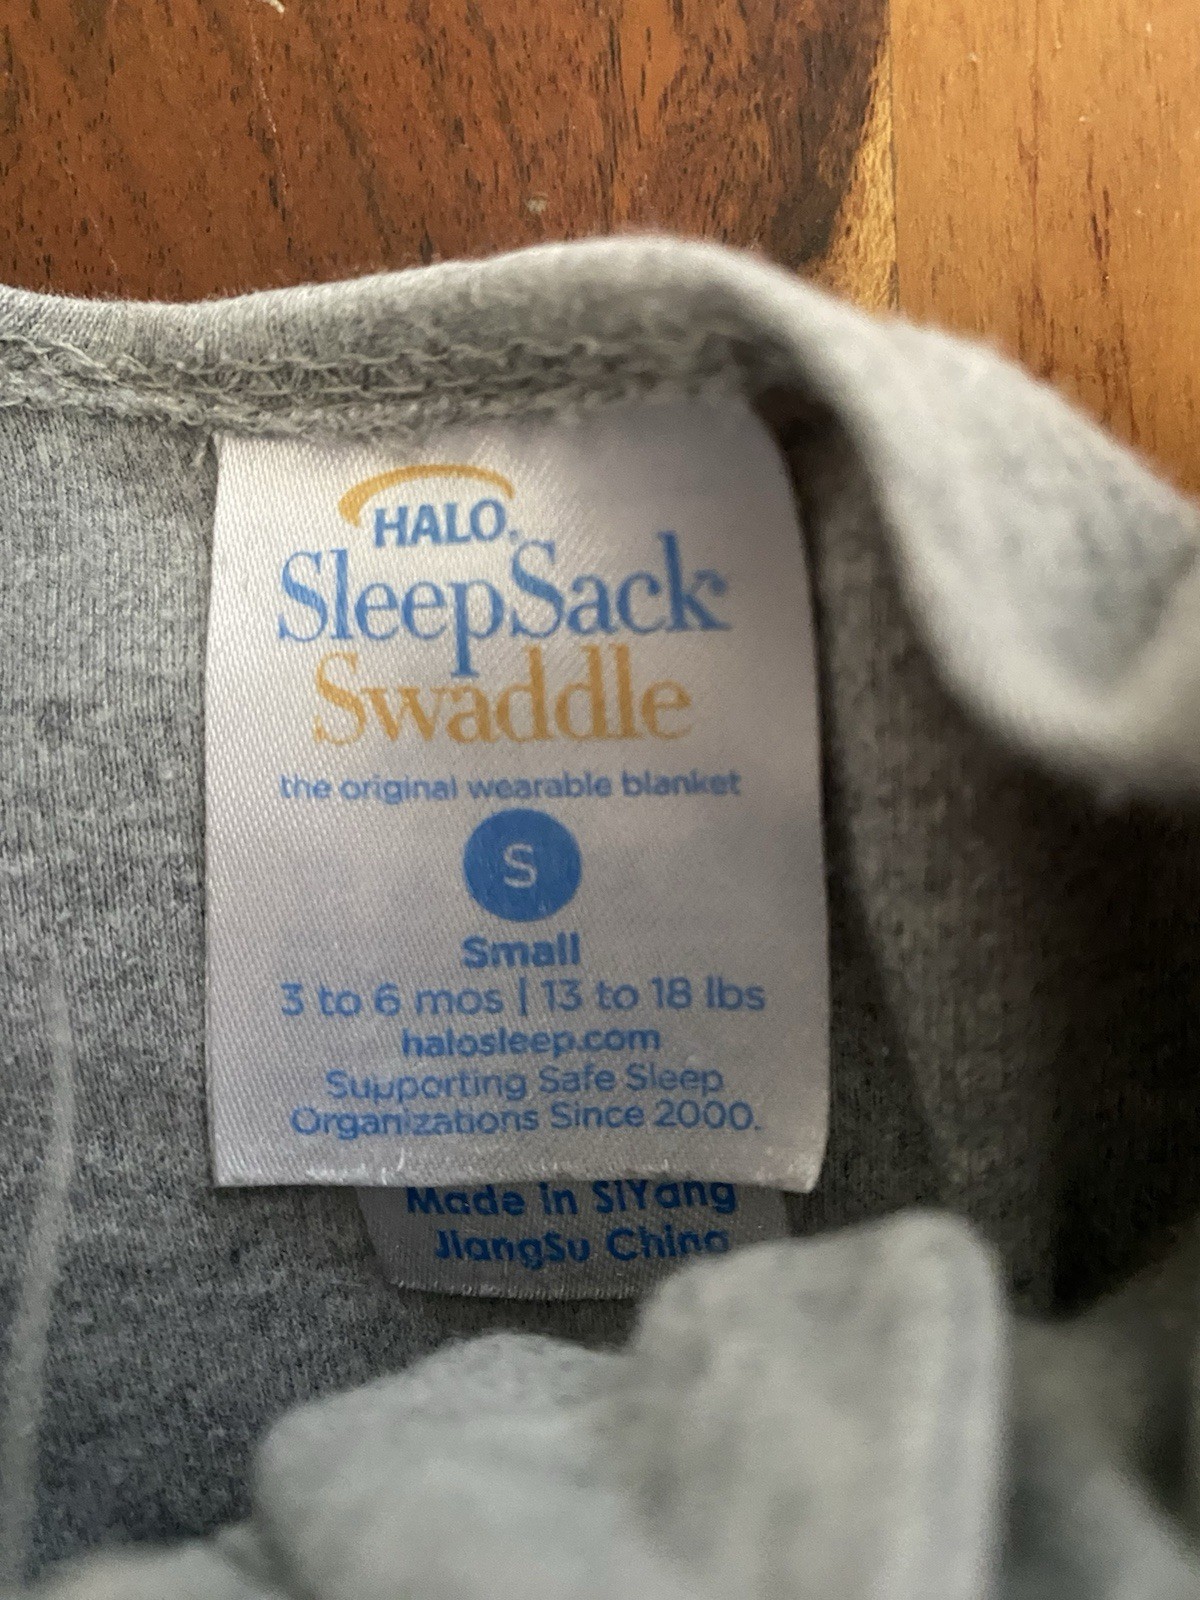 HALO®
SleepSack
Swaddle
the original wearable blanket
S
Small
3 to 6 mos | 13 to 18 lbs
halosleep.com
Supporting Safe Sleep
Organizations Since 2000.
Made in SiYang
JiangSu China